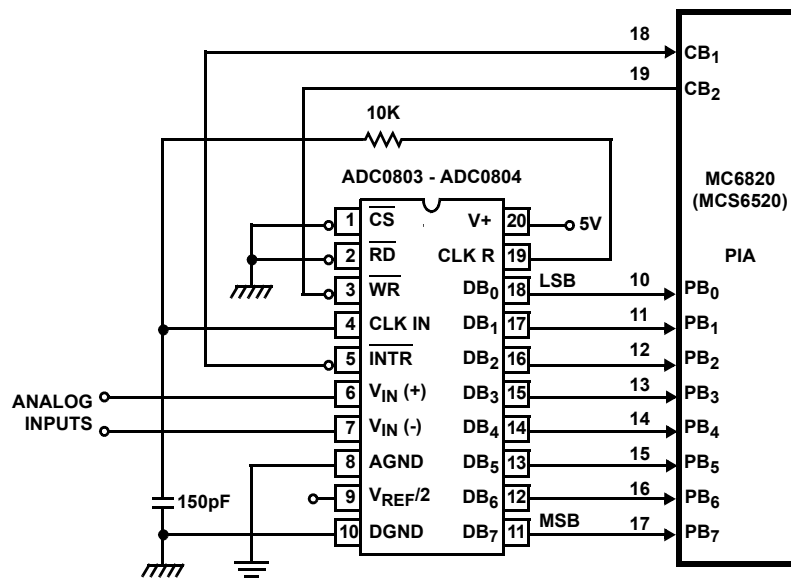 18
CB1
19
CB2
10K
ADC0803 - ADC0804
MC6820
(MCS6520)
PIA
1 CS V+ 20 5V
2 RD CLK R 19
3 WR DB0 18 LSB 10 PB0
4 CLK IN DB1 17 11 PB1
5 INTR DB2 16 12 PB2
6 VIN (+) DB3 15 13 PB3
ANALOG
INPUTS
7 VIN (-) DB4 14 14 PB4
8 AGND DB5 13 15 PB5
150pF
9 VREF/2 DB6 12 16 PB6
10 DGND DB7 11 MSB 17 PB7